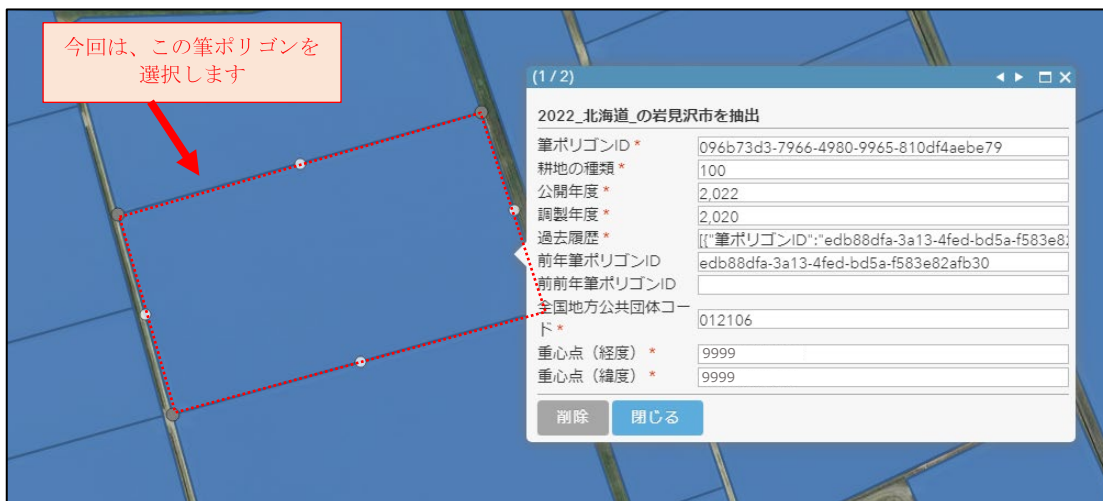 今回は、この筆ポリゴンを
選択します
(1/2)
2022_北海道_の岩見沢市を抽出
筆ポリゴンID * 096b73d3-7966-4980-9965-810df4aebe79
耕地の種類 * 100
公開年度 * 2,022
調製年度 * 2,020
過去履歴 * [{"筆ポリゴンID":"edb88dfa-3a13-4fed-bd5a-f583e82
前年筆ポリゴンID edb88dfa-3a13-4fed-bd5a-f583e82afb30
前前年筆ポリゴンID
全国地方公共団体コー
ド * 012106
重心点（経度） * 9999
重心点（緯度） * 9999
削除 閉じる